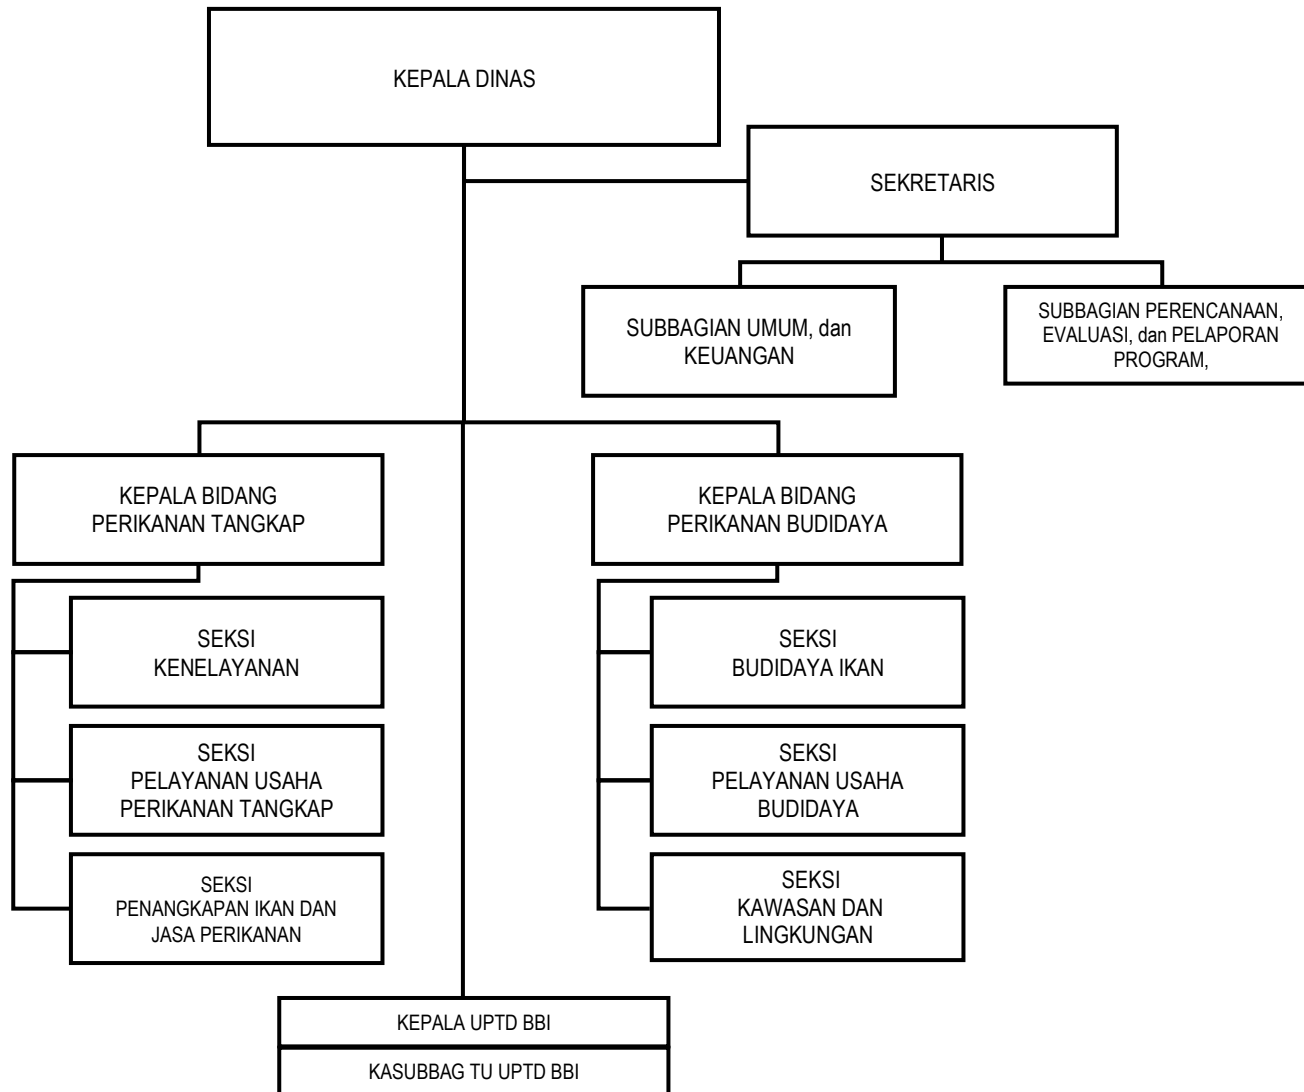 KEPALA DINAS
SEKRETARIS
SUBBAGIAN UMUM, dan
KEUANGAN
SUBBAGIAN PERENCANAAN,
EVALUASI, dan PELAPORAN
PROGRAM,
KEPALA BIDANG
PERIKANAN TANGKAP
KEPALA BIDANG
PERIKANAN BUDIDAYA
SEKSI
KENELAYANAN
SEKSI
PELAYANAN USAHA
PERIKANAN TANGKAP
SEKSI
PENANGKAPAN IKAN DAN
JASA PERIKANAN
SEKSI
BUDIDAYA IKAN
SEKSI
PELAYANAN USAHA
BUDIDAYA
SEKSI
KAWASAN DAN
LINGKUNGAN
KEPALA UPTD BBI
KASUBBAG TU UPTD BBI